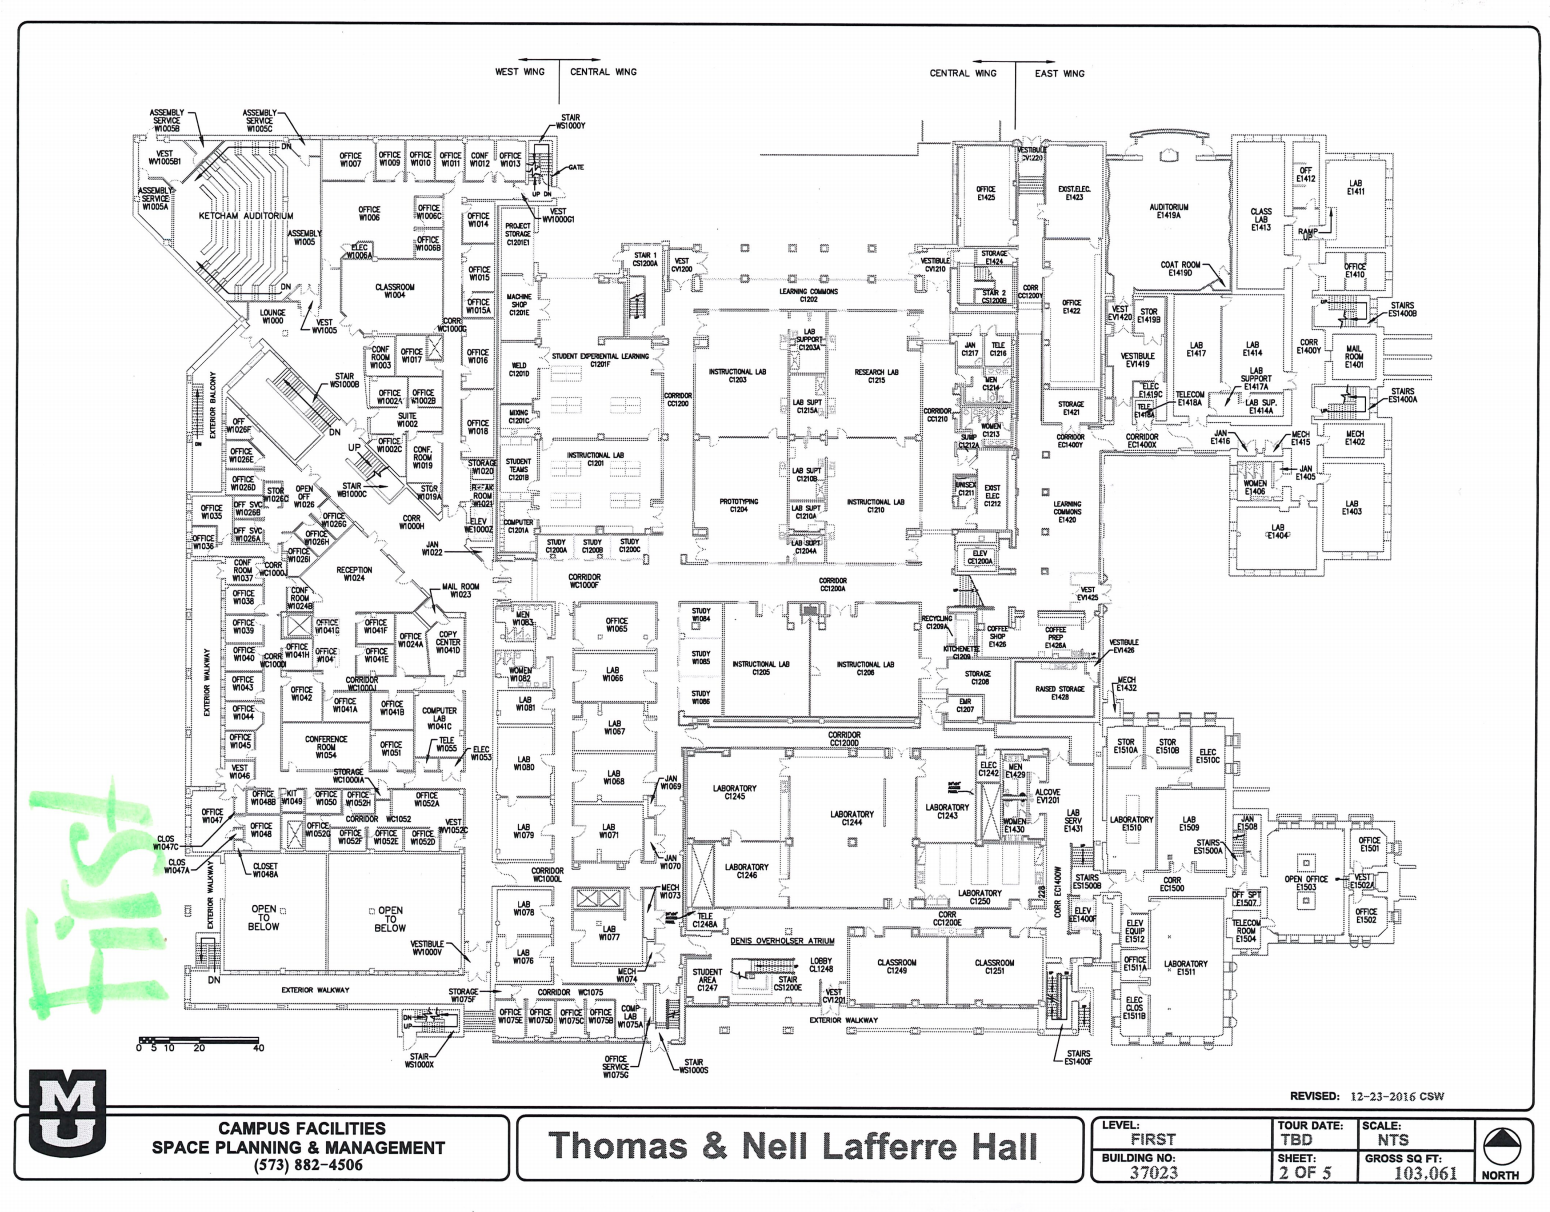 WEST WING
CENTRAL WING
CENTRAL WING
EAST WING
ASSEMBLY
SERVICE
W1005B
ASSEMBLY
SERVICE
W1005C
STAIR
WS1000Y
GATE
VEST
WV1005B1
ASSEMBLY
SERVICE
W1005A
DN
KETCHAM AUDITORIUM
ASSEMBLY
W1005
DN
OFFICE
W1007
OFFICE
W1009
OFFICE
W1010
OFFICE
W1011
CONF
W1012
OFFICE
W1013
UP DN
VEST
WV1000G1
OFFICE
W1006
OFFICE
W1006C
OFFICE
W1006B
ELEC
W1006A
OFFICE
W1014
OFFICE
W1015
OFFICE
W1015A
CLASSROOM
W1004
LOUNGE
W1000
VEST
WV1005
CORR
WC1000G
CONF
ROOM
W1003
OFFICE
W1017
OFFICE
W1016
OFFICE
W1002A
OFFICE
W1002B
SUITE
W1002
OFFICE
W1002C
CONF.
ROOM
W1019
OFFICE
W1018
STOR
W1019A
STORAGE
W1020
ROOM
W1021
ELEV
WE1000Z
JAN
W1022
STAIR
WS1000B
DN
UP
STAIR
WB1000C
CORR
W1000H
EXTERIOR BALCONY
DN
OFF
W1026F
OFFICE
W1026E
OFFICE
W1026D
STOR
W1026C
OPEN
OFF
W1026
OFFICE
W1026G
OFFICE
W1026H
OFFICE
W1026I
OFF SVC
W1026B
OFF SVC
W1026A
OFFICE
W1035
OFFICE
W1036
CONF
ROOM
W1037
CORR
WC1000J
RECEPTION
W1024
CONF
ROOM
W1024B
MAIL ROOM
W1023
OFFICE
W1038
OFFICE
W1039
OFFICE
W1040
OFFICE
W1043
OFFICE
W1044
OFFICE
W1045
VEST
W1046
OFFICE
W1041G
OFFICE
W1041F
OFFICE
W1024A
COPY
CENTER
W1041D
OFFICE
W1041H
OFFICE
OFFICE
W1041E
CORR
WC1000I
CORRIDOR
WC1000J
OFFICE
W1042
OFFICE
W1041A
OFFICE
W1041B
COMPUTER
LAB
W1041C
CONFERENCE
ROOM
W1054
OFFICE
W1051
TELE
W1055
ELEC
W1053
STORAGE
WC1000IA
EXTERIOR WALKWAY
OFFICE
W1047
OFFICE
W1048B
KIT
W1049
OFFICE
W1050
OFFICE
W1052H
OFFICE
W1052A
CORRIDOR WC1052
OFFICE
W1048
OFFICE
W1052G
OFFICE
W1052F
OFFICE
W1052E
OFFICE
W1052D
VEST
WV1052C
CLOS
W1047C
CLOS
W1047A
CLOSET
W1048A
EXTERIOR WALKWAY
OPEN
TO
BELOW
OPEN
TO
BELOW
VESTIBULE
WV1000V
DN
EXTERIOR WALKWAY
DN
UP
STAIR
WS1000X
PROJECT
STORAGE
C1201E1
MACHINE
SHOP
C1201E
WELD
C1201D
MIXING
C1201C
STUDENT
TEAMS
C1201B
COMPUTER
C1201A
STUDENT EXPERIENTIAL LEARNING
C1201F
INSTRUCTIONAL LAB
C1201
STUDY
C1200A
STUDY
C1200B
STUDY
C1200C
CORRIDOR
WC1000F
STAIR 1
CS1200A
VEST
CV1200
CORRIDOR
CC1200
LEARNING COMMONS
C1202
INSTRUCTIONAL LAB
C1203
LAB
SUPPORT
C1203A
RESEARCH LAB
C1215
LAB SUPT
C1215A
PROTOTYPING
C1204
LAB SUPT
C1210B
LAB SUPT
C1210A
LAB SUPT
C1204A
INSTRUCTIONAL LAB
C1210
CORRIDOR
CC1200A
VESTIBULE
CV1210
CORRIDOR
CC1210
OFFICE
E1425
VESTIBULE
CV1220
EXIST.ELEC.
E1423
STORAGE
E1424
STAIR 2
CS1200B
CORR
CC1200Y
OFFICE
E1422
JAN
C1217
TELE
C1216
MEN
C1214
WOMEN
C1213
SUMP
C1212A
UNISEX
C1211
EXIST
ELEC
C1212
STORAGE
E1421
CORRIDOR
EC1400Y
LEARNING
COMMONS
E1420
ELEV
CE1200A
VEST
EV1425
RECYCLING
C1209A
KITCHENETTE
C1209
COFFEE
SHOP
E1426
COFFEE
PREP
E1426A
VESTIBULE
EV1426
STORAGE
C1208
RAISED STORAGE
E1428
EMR
C1207
MECH
E1432
AUDITORIUM
E1419A
COAT ROOM
E1419D
VEST
EV1420
STOR
E1419B
VESTIBULE
EV1419
ELEC
E1419C
TELE
E1418A
TELECOM
E1418A
CORRIDOR
EC1400X
LAB
E1417
CLASS
LAB
E1413
OFF
E1412
LAB
E1411
RAMP
UP
OFFICE
E1410
STAIRS
ES1400B
LAB
E1414
LAB
SUPPORT
E1417A
LAB SUP.
E1414A
CORR
E1400Y
MAIL
ROOM
E1401
STAIRS
ES1400A
UP
JAN
E1416
MECH
E1415
MECH
E1402
WOMEN
E1406
JAN
E1405
LAB
E1404
LAB
E1403
MEN
W1083
WOMEN
W1082
OFFICE
W1065
LAB
W1066
LAB
W1081
LAB
W1067
LAB
W1080
LAB
W1068
JAN
W1069
LAB
W1079
LAB
W1071
JAN
W1070
CORRIDOR
WC1000L
LAB
W1078
MECH
W1073
LAB
W1077
LAB
W1076
MECH
W1074
STORAGE
W1075F
CORRIDOR WC1075
OFFICE
W1075E
OFFICE
W1075D
OFFICE
W1075C
OFFICE
W1075B
COMP
LAB
W1075A
OFFICE
SERVICE
W1075G
STAIR
WS1000S
STUDY
W1084
STUDY
W1085
STUDY
W1086
INSTRUCTIONAL LAB
C1205
INSTRUCTIONAL LAB
C1206
CORRIDOR
CC1200D
LABORATORY
C1245
LABORATORY
C1244
LABORATORY
C1243
ELEC
C1242
MEN
E1429
WOMEN
E1430
ALCOVE
EV1201
LAB
SERV
E1431
LABORATORY
C1246
LABORATORY
C1250
228
TELE
C1248A
CORR
CC1200E
DENIS OVERHOLSER ATRIUM
STUDENT
AREA
C1247
LOBBY
CL1248
STAIR
CS1200E
VEST
CV1201
CLASSROOM
C1249
CLASSROOM
C1251
EXTERIOR WALKWAY
CORR EC1400W
STAIRS
ES1500B
ELEV
EE1400F
STAIRS
ES1400F
STOR
E1510A
STOR
E1510B
ELEC
E1510C
LABORATORY
E1510
LAB
E1509
JAN
E1508
STAIRS
ES1500A
CORR
EC1500
OPEN OFFICE
E1503
OFFICE
E1501
VEST
E1502A
OFFICE
E1502
OFF SPT
E1507
TELECOM
ROOM
E1504
ELEV
EQUIP
E1512
OFFICE
E1511A
ELEC
CLOS
E1511B
LABORATORY
E1511
FIRST
0 5 10 20 40
REVISED: 12-23-2016 CSW
MU
CAMPUS FACILITIES
SPACE PLANNING & MANAGEMENT
(573) 882-4506
Thomas & Nell Lafferre Hall
LEVEL:
FIRST
BUILDING NO:
37023
TOUR DATE:
TBD
SHEET:
2 OF 5
SCALE:
NTS
GROSS SQ FT:
103,061
NORTH